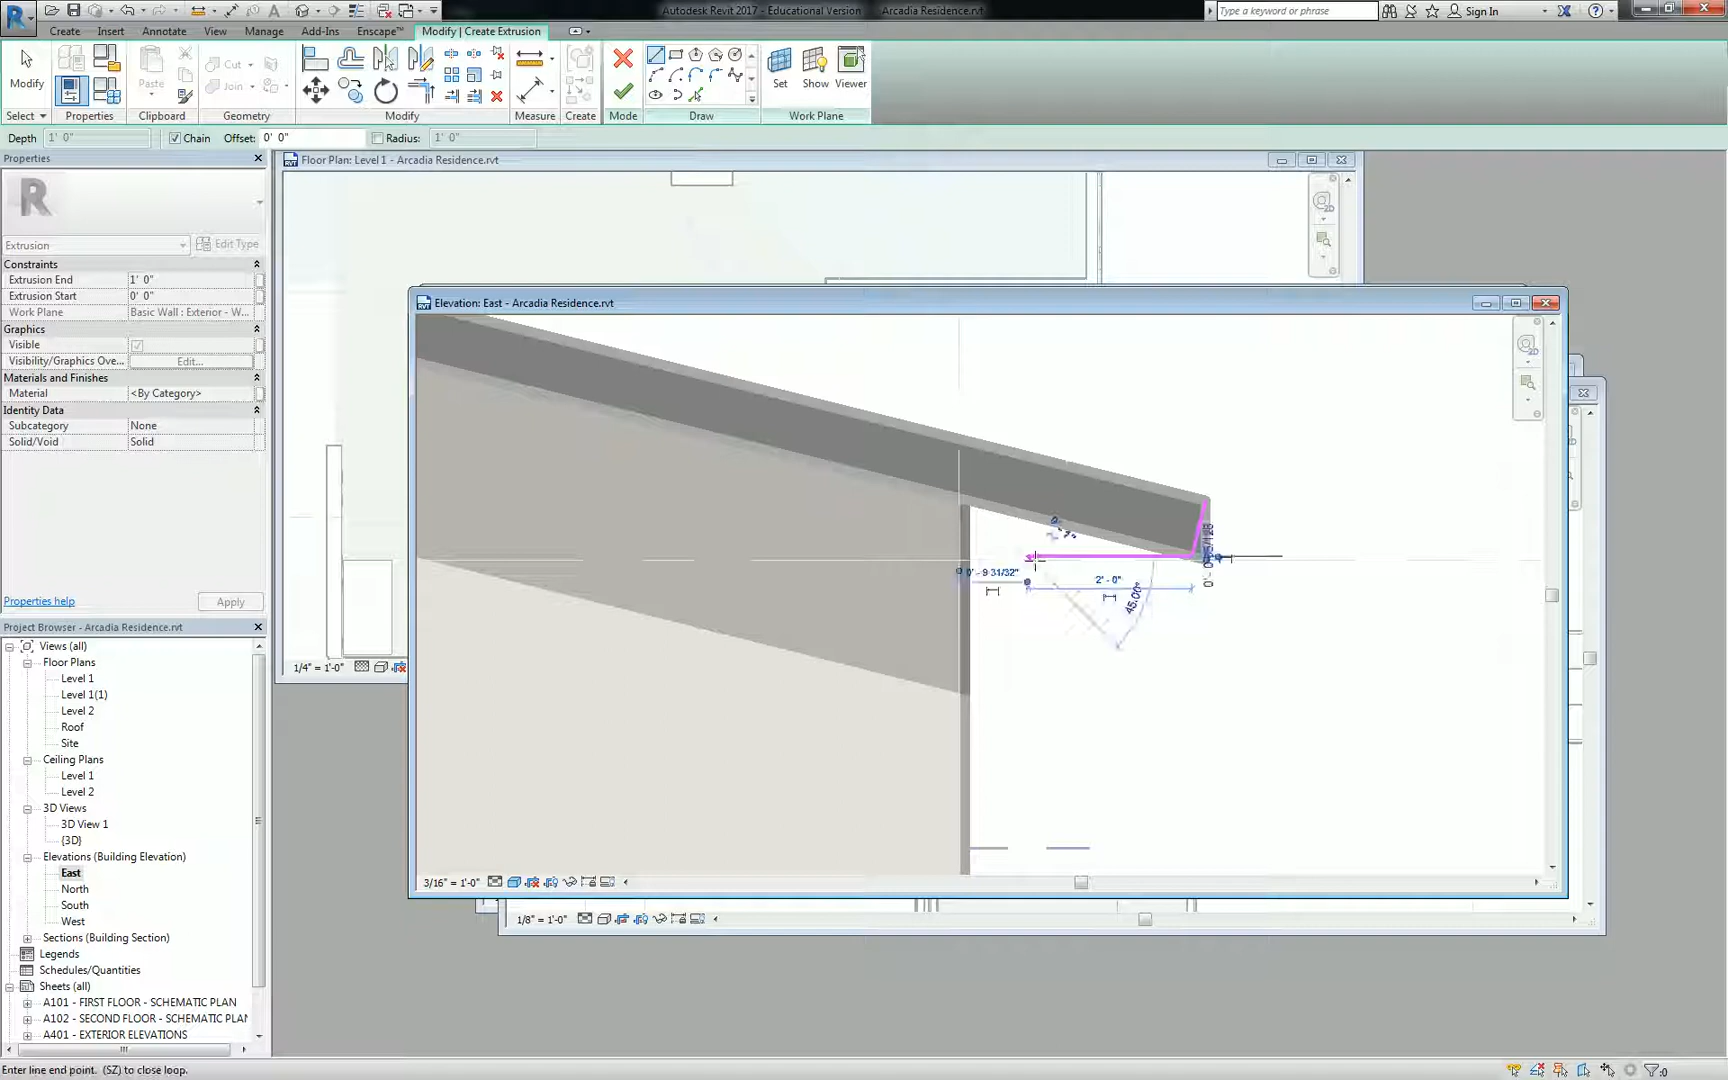 Autodesk Revit 2017 - Educational Version    Arcadia Residence.rvt
Type a keyword or phrase
Sign In
Create Insert Annotate View Manage Add-Ins Enscape™ Modify | Create Extrusion
Modify
Paste
Cut
Join
Select Properties Clipboard Geometry Modify Measure Create Mode Draw Work Plane
Set Show Viewer
Depth 1' 0" Chain Offset: 0' 0" Radius: 1' 0"
Properties
Extrusion
Edit Type
Constraints
Extrusion End 1' 0"
Extrusion Start 0' 0"
Work Plane Basic Wall : Exterior - W...
Graphics
Visible
Visibility/Graphics Ove... Edit...
Materials and Finishes
Material <By Category>
Identity Data
Subcategory None
Solid/Void Solid
Properties help
Apply
Project Browser - Arcadia Residence.rvt
Views (all)
Floor Plans
Level 1
Level 1(1)
Level 2
Roof
Site
Ceiling Plans
Level 1
Level 2
3D Views
3D View 1
{3D}
Elevations (Building Elevation)
East
North
South
West
Sections (Building Section)
Legends
Schedules/Quantities
Sheets (all)
A101 - FIRST FLOOR - SCHEMATIC PLAN
A102 - SECOND FLOOR - SCHEMATIC PLAN
A401 - EXTERIOR ELEVATIONS
Floor Plan: Level 1 - Arcadia Residence.rvt
1/4" = 1'-0"
Elevation: East - Arcadia Residence.rvt
0' - 9 31/32"
2' - 0"
45.00°
3/16" = 1'-0"
1/8" = 1'-0"
Enter line end point. (SZ) to close loop.
:0